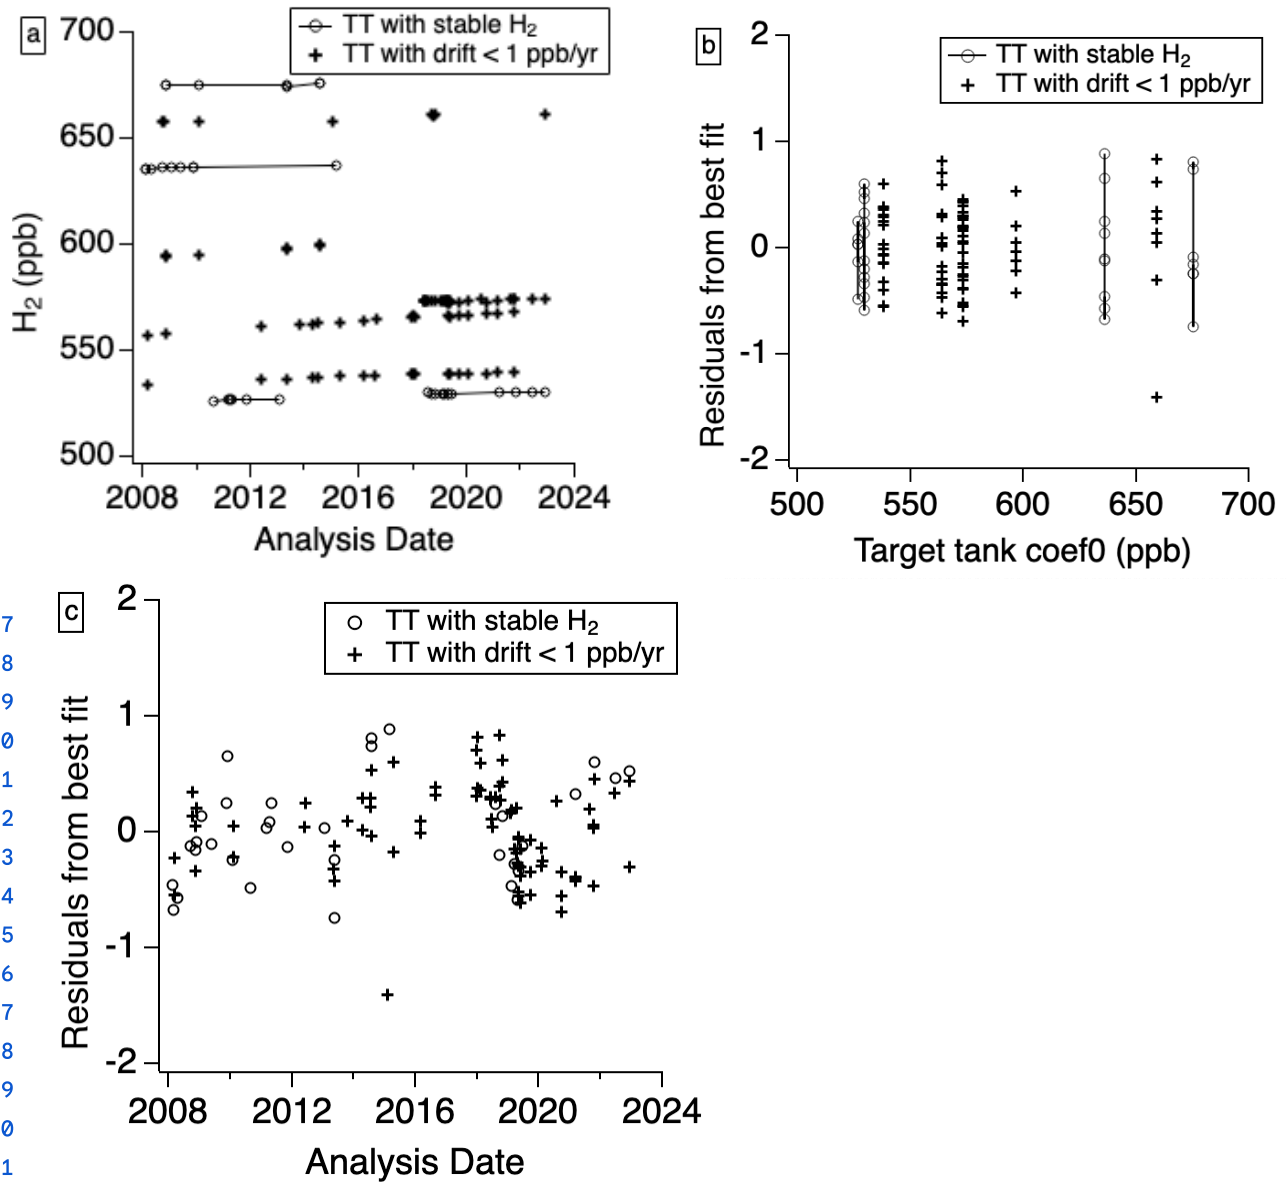 a
700
650
600
550
500
H₂ (ppb)
TT with stable H₂
TT with drift < 1 ppb/yr
2008 2012 2016 2020 2024
Analysis Date
b
2
1
0
-1
-2
Residuals from best fit
TT with stable H₂
TT with drift < 1 ppb/yr
500 550 600 650 700
Target tank coef0 (ppb)
7
8
9
0
1
2
3
4
5
6
7
8
9
0
1
c
2
1
0
-1
-2
Residuals from best fit
TT with stable H₂
TT with drift < 1 ppb/yr
2008 2012 2016 2020 2024
Analysis Date